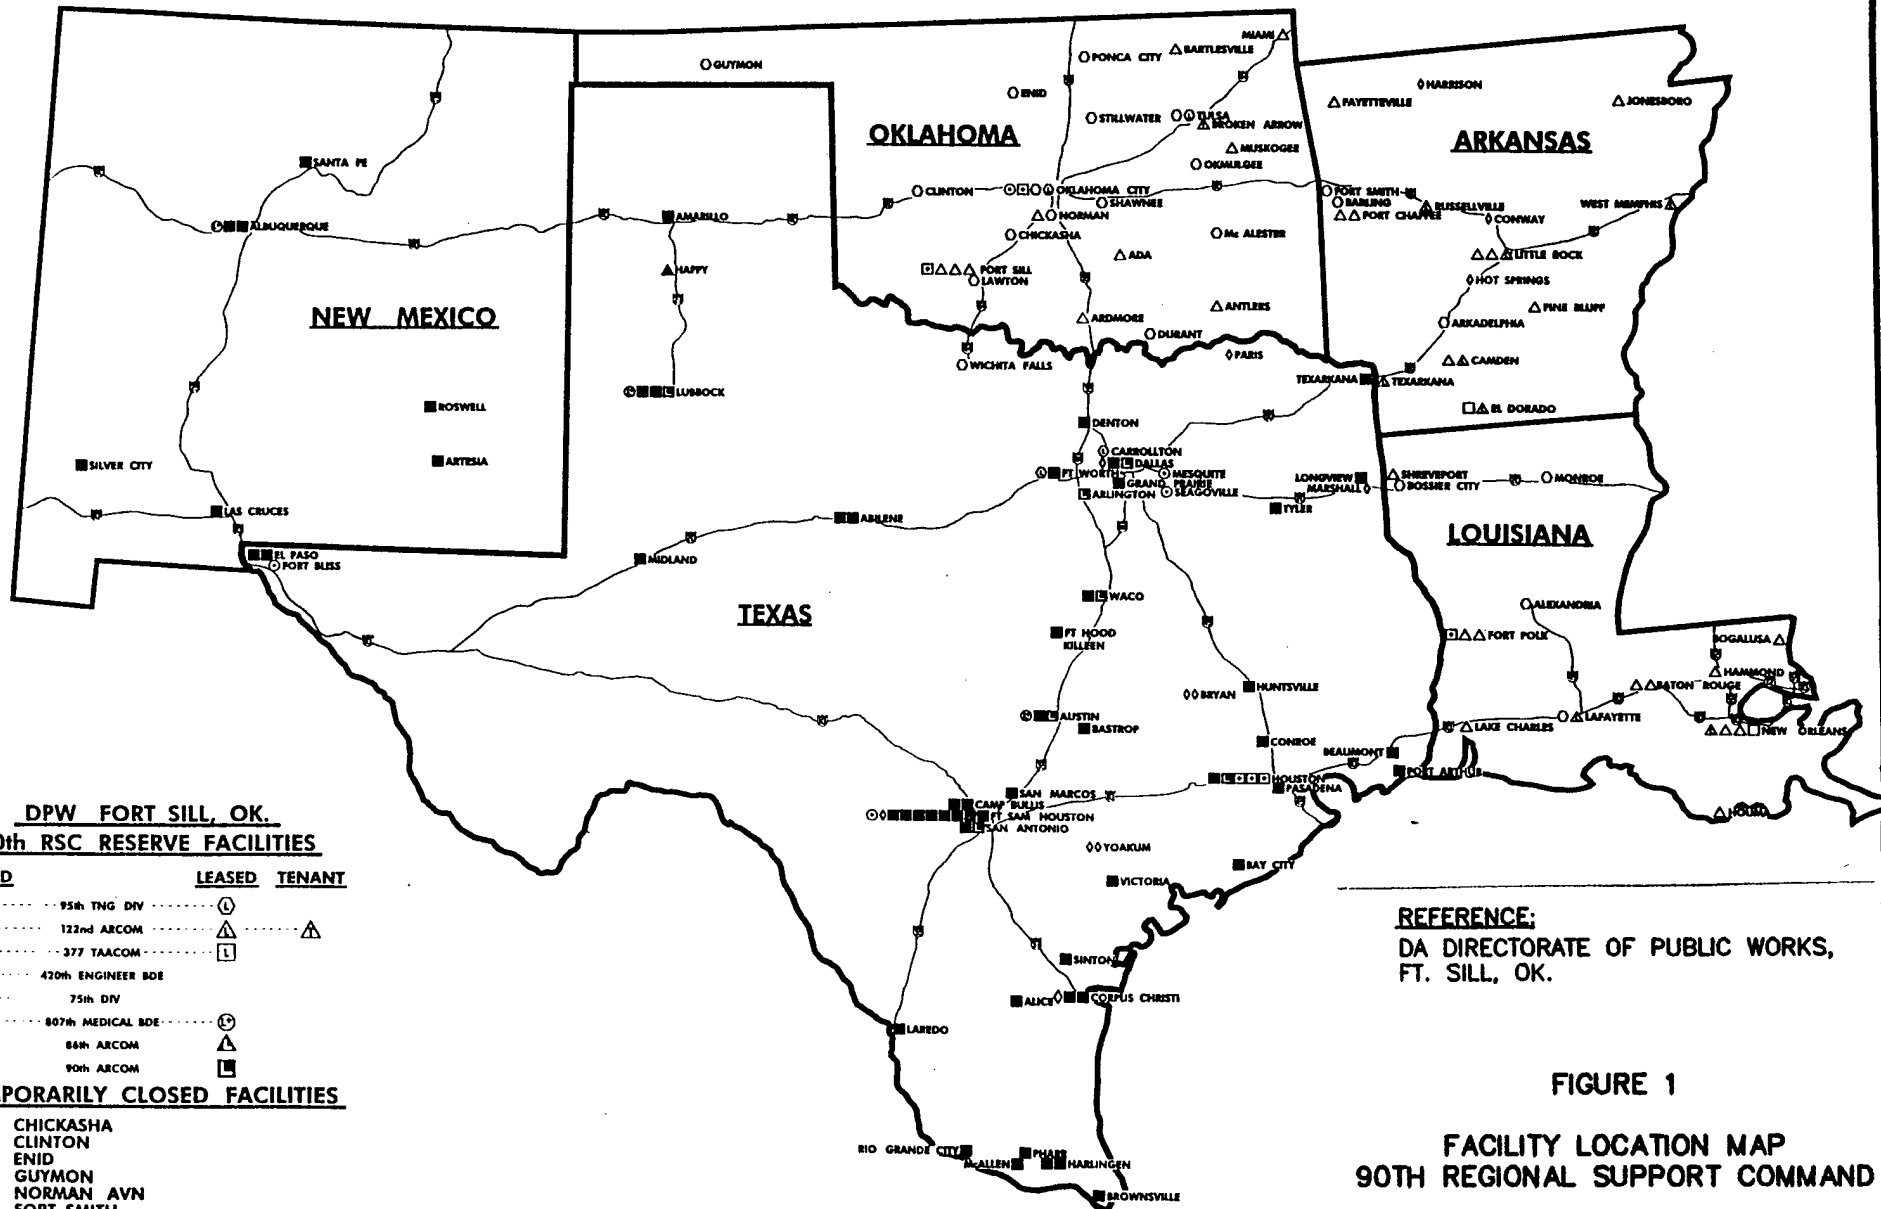 GUYMON
PONCA CITY
BARTLESVILLE
MIAMI
ENID
STILLWATER
TULSA
BROKEN ARROW
OKLAHOMA
MUSKOGEE
OKMULGEE
CLINTON
OKLAHOMA CITY
SHAWNEE
NORMAN
CHICKASHA
Mc ALESTER
ADA
FORT SILL
LAWTON
ANTLERS
ARDMORE
DURANT
HARRISON
FAYETTEVILLE
JONESBORO
ARKANSAS
FORT SMITH
BARLING
FORT CHAFFEE
RUSSELLVILLE
CONWAY
WEST MEMPHIS
LITTLE ROCK
HOT SPRINGS
PINE BLUFF
ARKADELPHIA
CAMDEN
TEXARKANA
EL DORADO
SANTA FE
ALBUQUERQUE
NEW MEXICO
ROSWELL
ARTESIA
SILVER CITY
LAS CRUCES
AMARILLO
HAPPY
LUBBOCK
WICHITA FALLS
PARIS
TEXARKANA
DENTON
CARROLLTON
DALLAS
FT WORTH
MESQUITE
GRAND PRAIRIE
ARLINGTON
SEAGOVILLE
LONGVIEW
MARSHALL
TYLER
ABILENE
MIDLAND
EL PASO
FORT BLISS
TEXAS
WACO
FT HOOD
KILLEEN
BRYAN
HUNTSVILLE
AUSTIN
BASTROP
CONROE
BEAUMONT
PORT ARTHUR
HOUSTON
PASADENA
SAN MARCOS
CAMP BULLIS
FT SAM HOUSTON
SAN ANTONIO
YOAKUM
BAY CITY
VICTORIA
SINTON
ALICE
CORPUS CHRISTI
LAREDO
RIO GRANDE CITY
PHARR
McALLEN
HARLINGEN
BROWNSVILLE
SHREVEPORT
BOSSIER CITY
MONROE
LOUISIANA
ALEXANDRIA
FORT POLK
BOGALUSA
HAMMOND
BATON ROUGE
LAFAYETTE
LAKE CHARLES
NEW ORLEANS
HOUMA
DPW FORT SILL, OK.
0th RSC RESERVE FACILITIES
D LEASED TENANT
95th TNG DIV L
122nd ARCOM L
377 TAACOM L
420th ENGINEER BDE
75th DIV
807th MEDICAL BDE L+
86th ARCOM L
90th ARCOM L
PORARILY CLOSED FACILITIES
CHICKASHA
CLINTON
ENID
GUYMON
NORMAN AVN
FORT SMITH
REFERENCE:
DA DIRECTORATE OF PUBLIC WORKS,
FT. SILL, OK.
FIGURE 1
FACILITY LOCATION MAP
90TH REGIONAL SUPPORT COMMAND